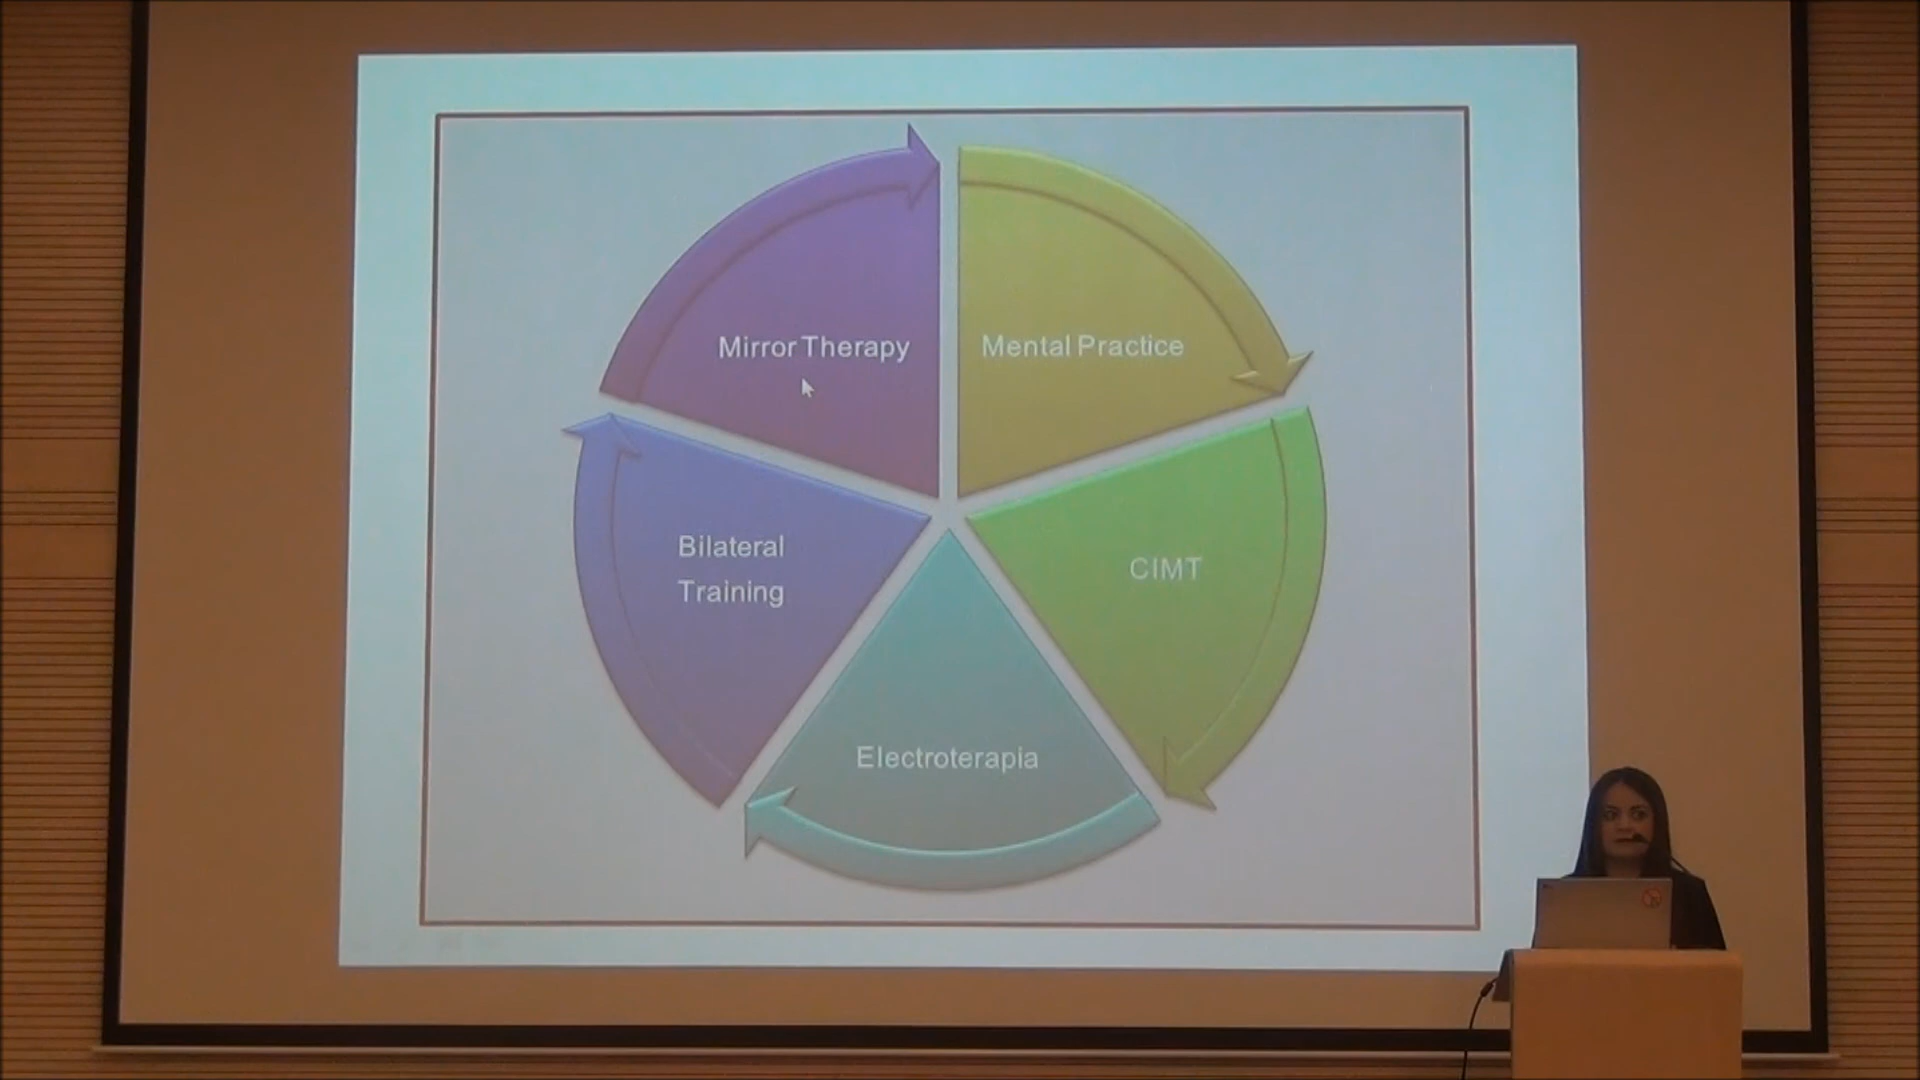 Mirror Therapy
Mental Practice
Bilateral
Training
CIMT
Electroterapia